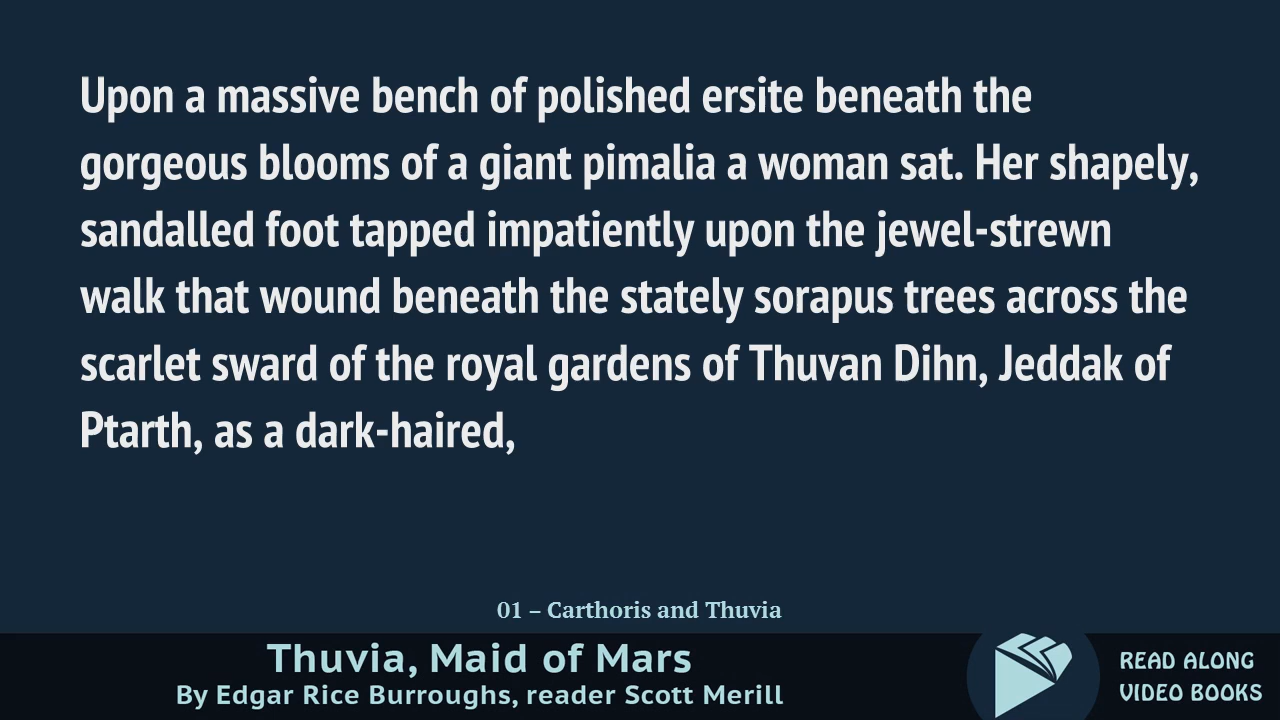 Upon a massive bench of polished ersite beneath the
gorgeous blooms of a giant pimalia a woman sat. Her shapely,
sandalled foot tapped impatiently upon the jewel-strewn
walk that wound beneath the stately sorapus trees across the
scarlet sward of the royal gardens of Thuvan Dihn, Jeddak of
Ptarth, as a dark-haired,
01 – Carthoris and Thuvia
Thuvia, Maid of Mars
By Edgar Rice Burroughs, reader Scott Merill
READ ALONG
VIDEO BOOKS